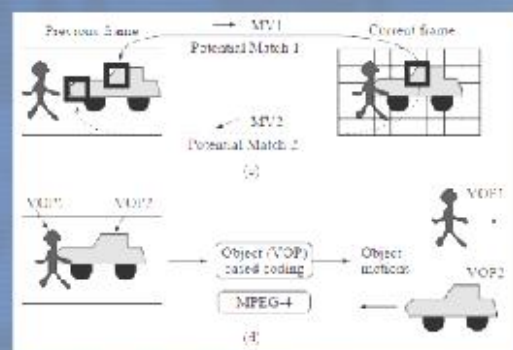 MV1
Previous frame
Current frame
Potential Match 1
MV2
Potential Match 2
(c)
VOP1
VOP2
VOP1
Object (VOP)
based coding
Object
motions
VOP2
MPEG-4
(d)